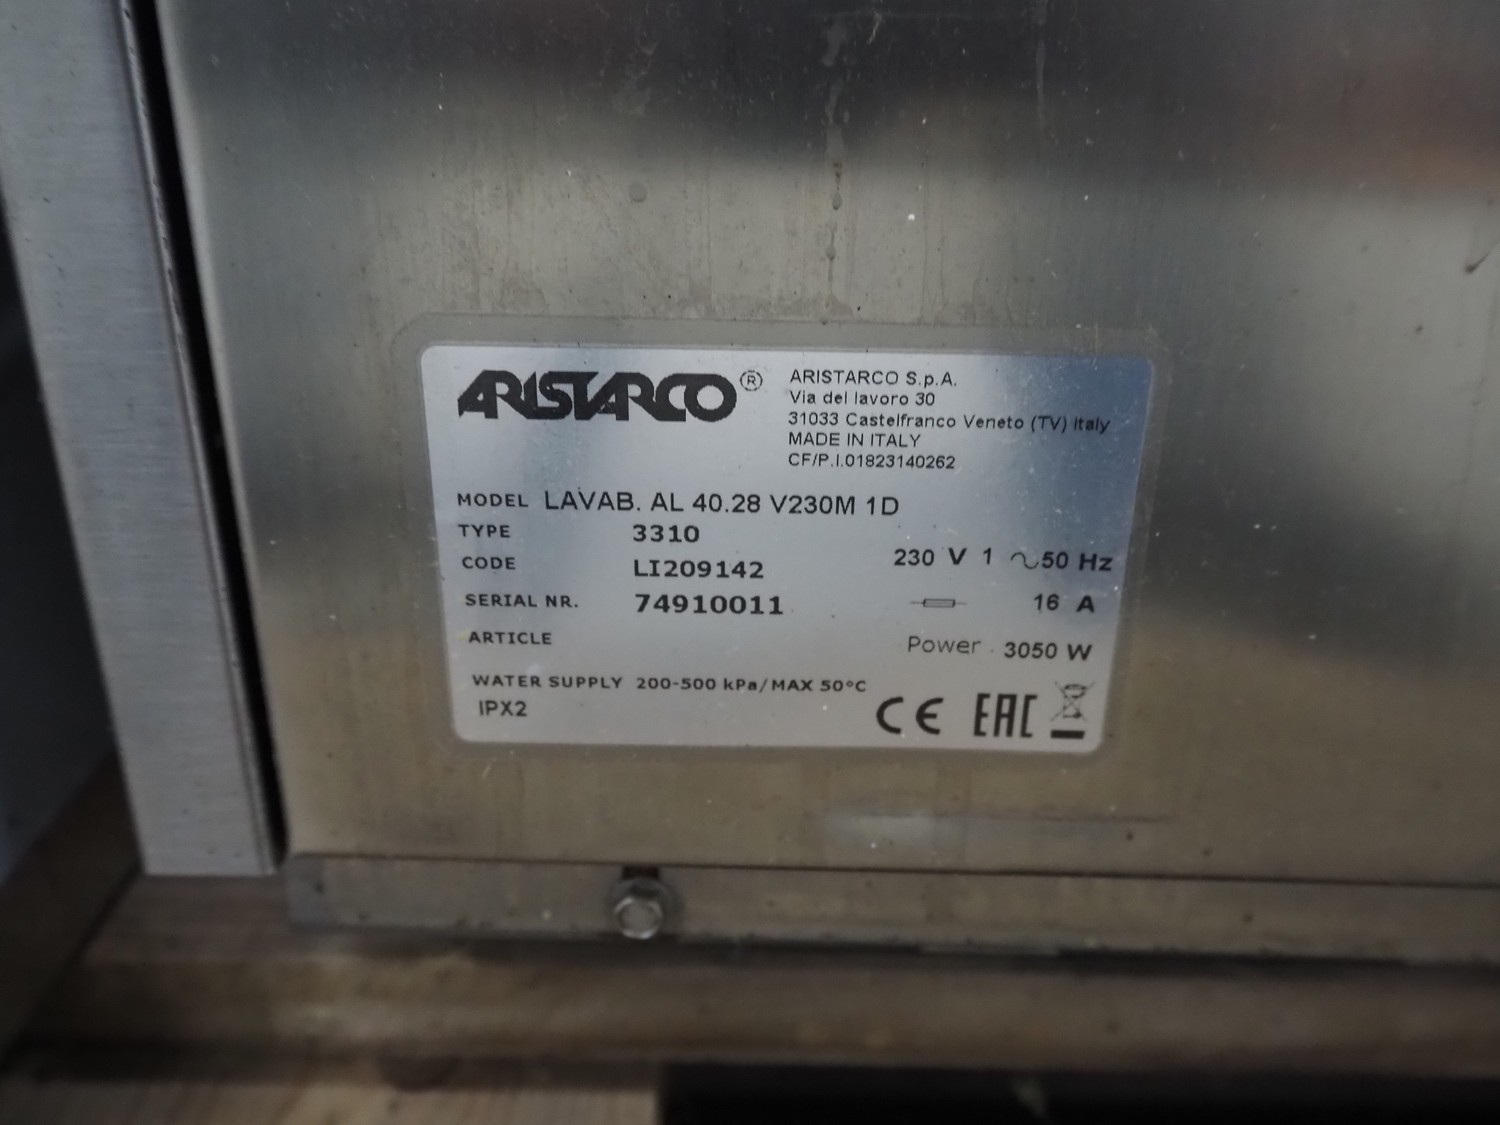 ARISTARCO ®
ARISTARCO S.p.A.
Via del lavoro 30
31033 Castelfranco Veneto (TV) Italy
MADE IN ITALY
CF/P.I.01823140262
MODEL LAVAB. AL 40.28 V230M 1D
TYPE 3310
CODE LI209142
230 V 1 ~50 Hz
SERIAL NR. 74910011
16 A
ARTICLE
Power 3050 W
WATER SUPPLY 200-500 kPa/MAX 50°C
IPX2
CE EAC